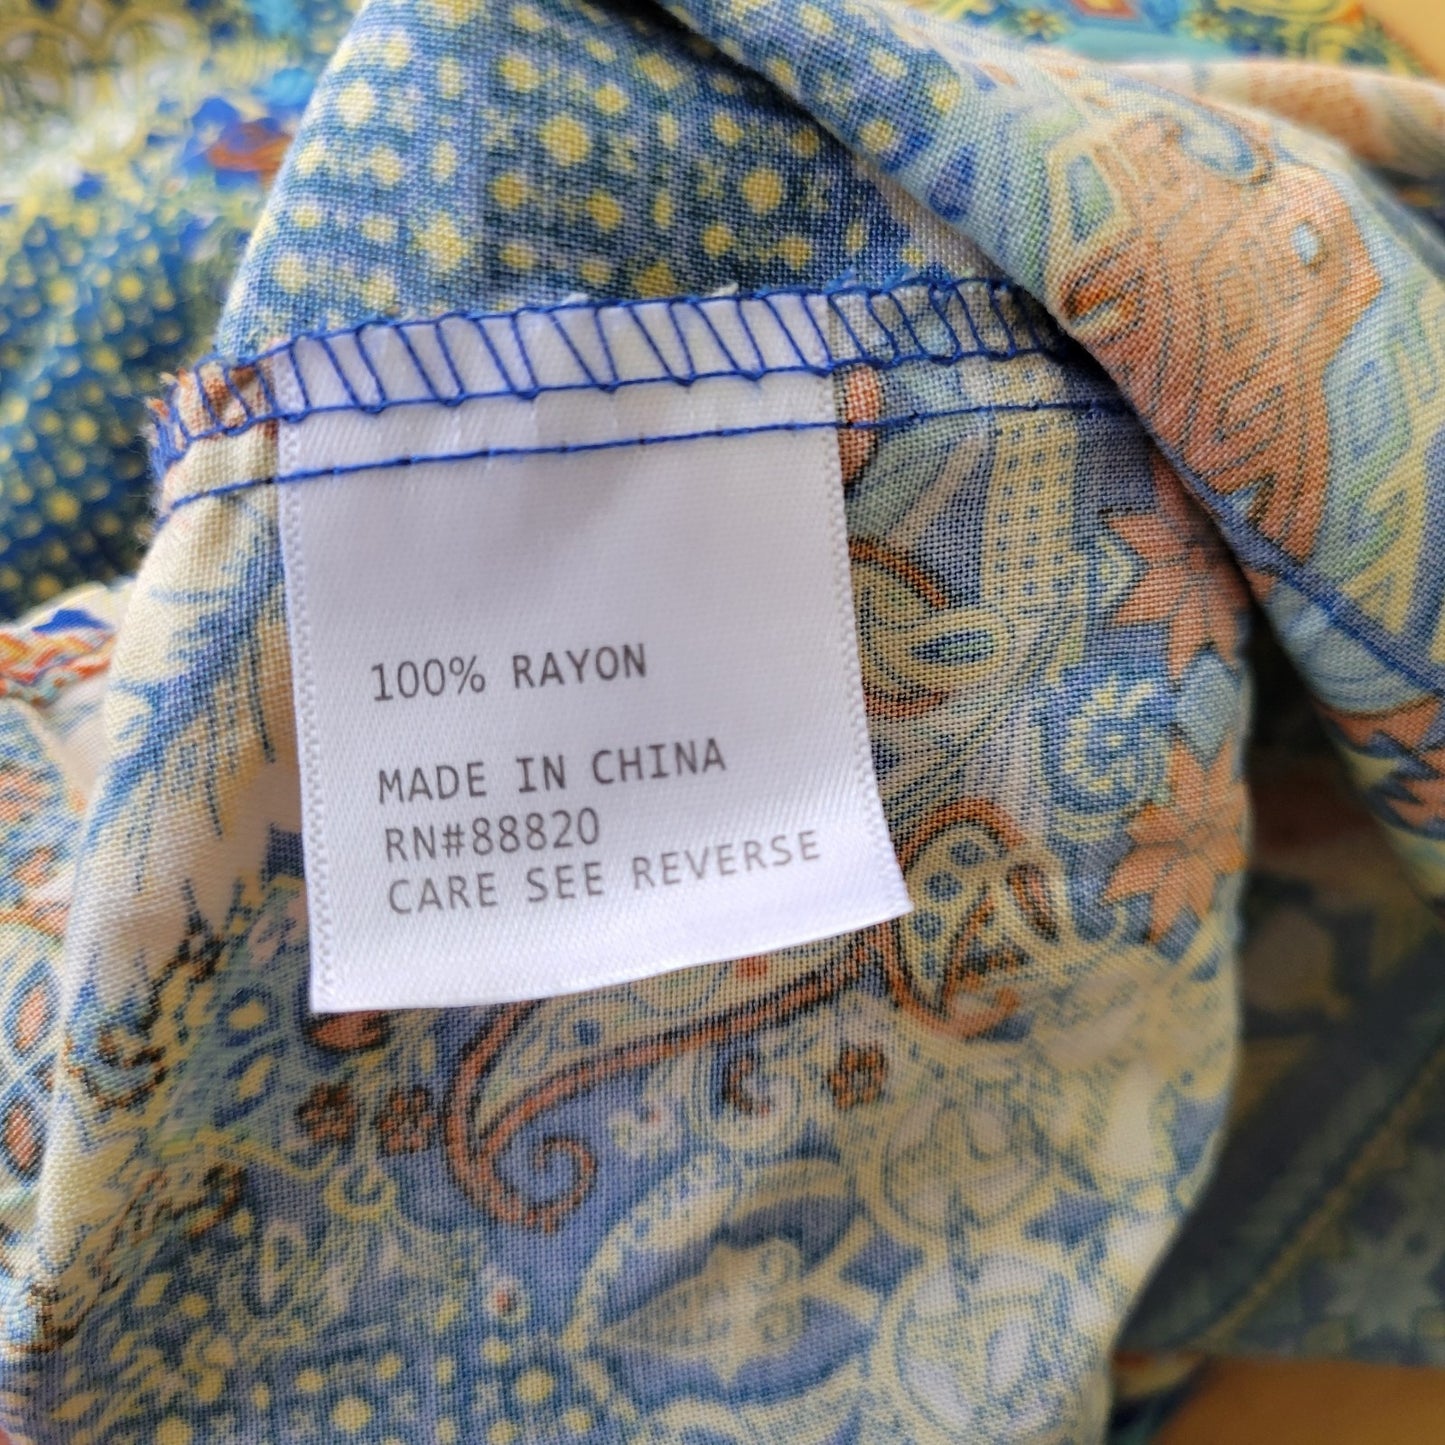 100% RAYON
MADE IN CHINA
RN#88820
CARE SEE REVERSE